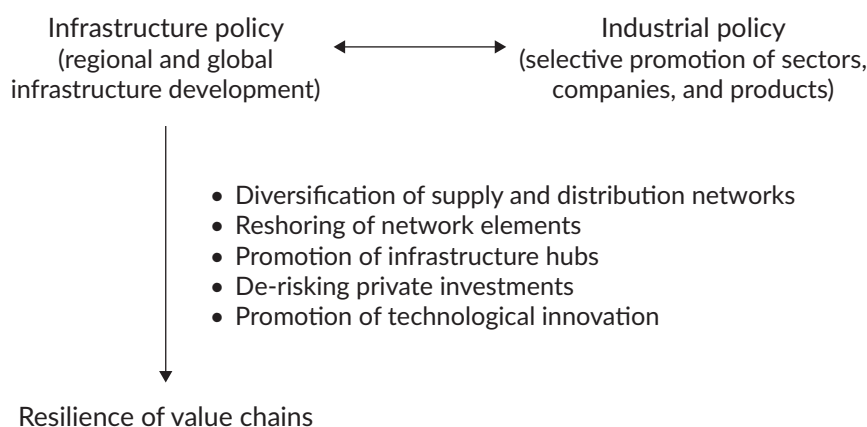 Infrastructure policy
(regional and global
infrastructure development)
Industrial policy
(selective promotion of sectors,
companies, and products)
• Diversification of supply and distribution networks
• Reshoring of network elements
• Promotion of infrastructure hubs
• De-risking private investments
• Promotion of technological innovation
Resilience of value chains